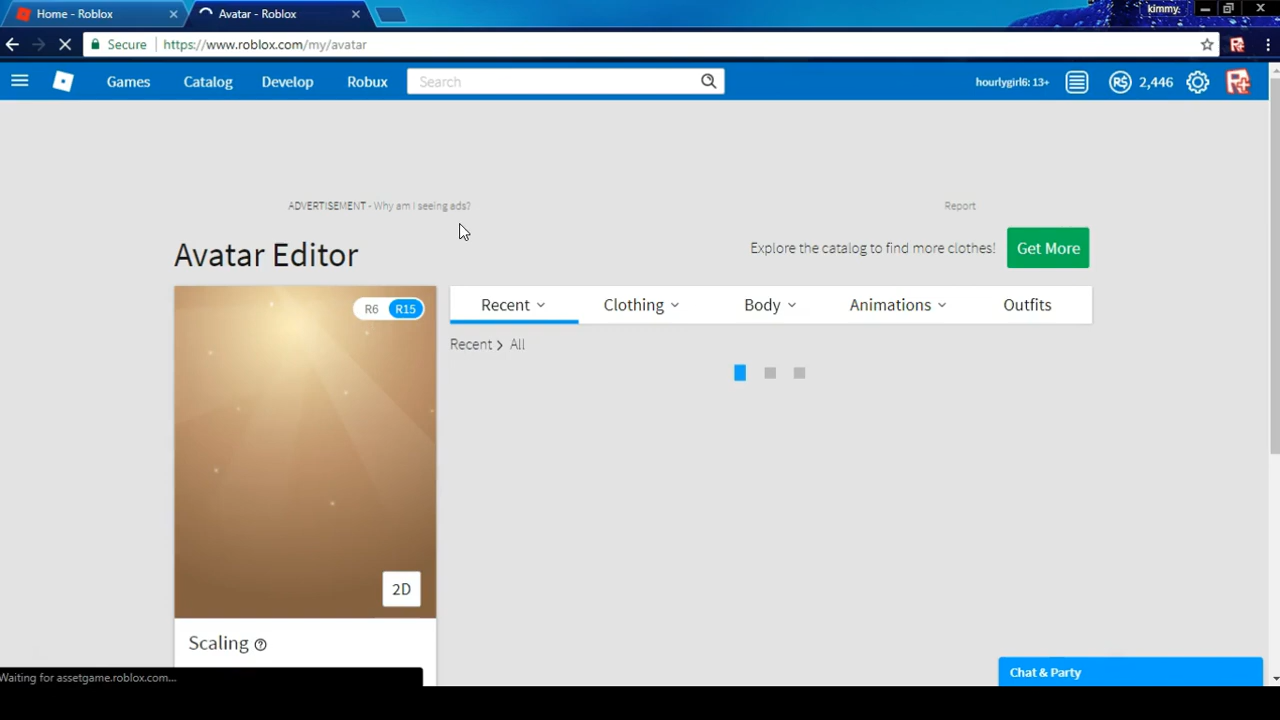 Home - Roblox
Avatar - Roblox
kimmy.
Secure
https://www.roblox.com/my/avatar
Games
Catalog
Develop
Robux
Search
hourlygirl6: 13+
R$
2,446
ADVERTISEMENT - Why am I seeing ads?
Report
Avatar Editor
Explore the catalog to find more clothes!
Get More
R6
R15
Recent
Clothing
Body
Animations
Outfits
Recent > All
2D
Scaling ?
Waiting for assetgame.roblox.com...
Chat & Party